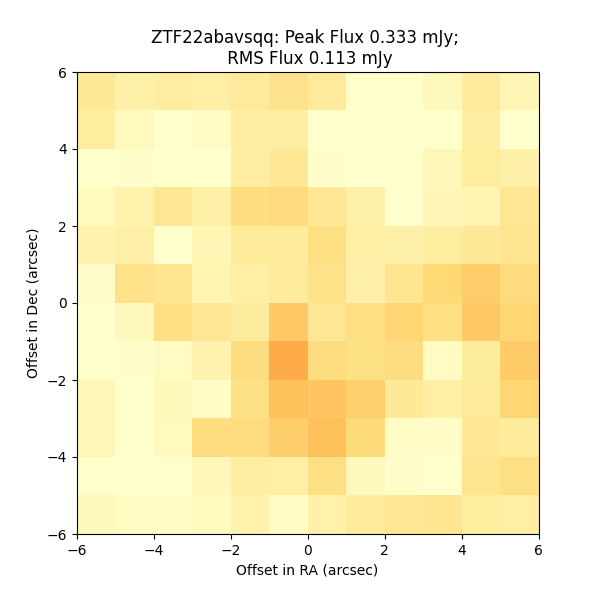 ZTF22abavsqq: Peak Flux 0.333 mJy;
RMS Flux 0.113 mJy
6
4
2
0
−2
−4
−6
Offset in Dec (arcsec)
−6 −4 −2 0 2 4 6
Offset in RA (arcsec)